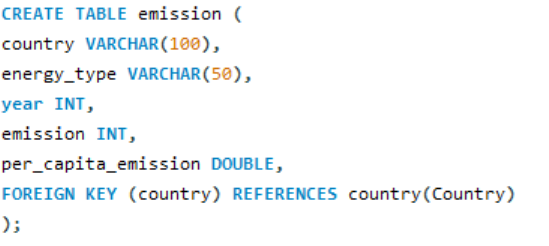 CREATE TABLE emission (
country VARCHAR(100),
energy_type VARCHAR(50),
year INT,
emission INT,
per_capita_emission DOUBLE,
FOREIGN KEY (country) REFERENCES country(Country)
);